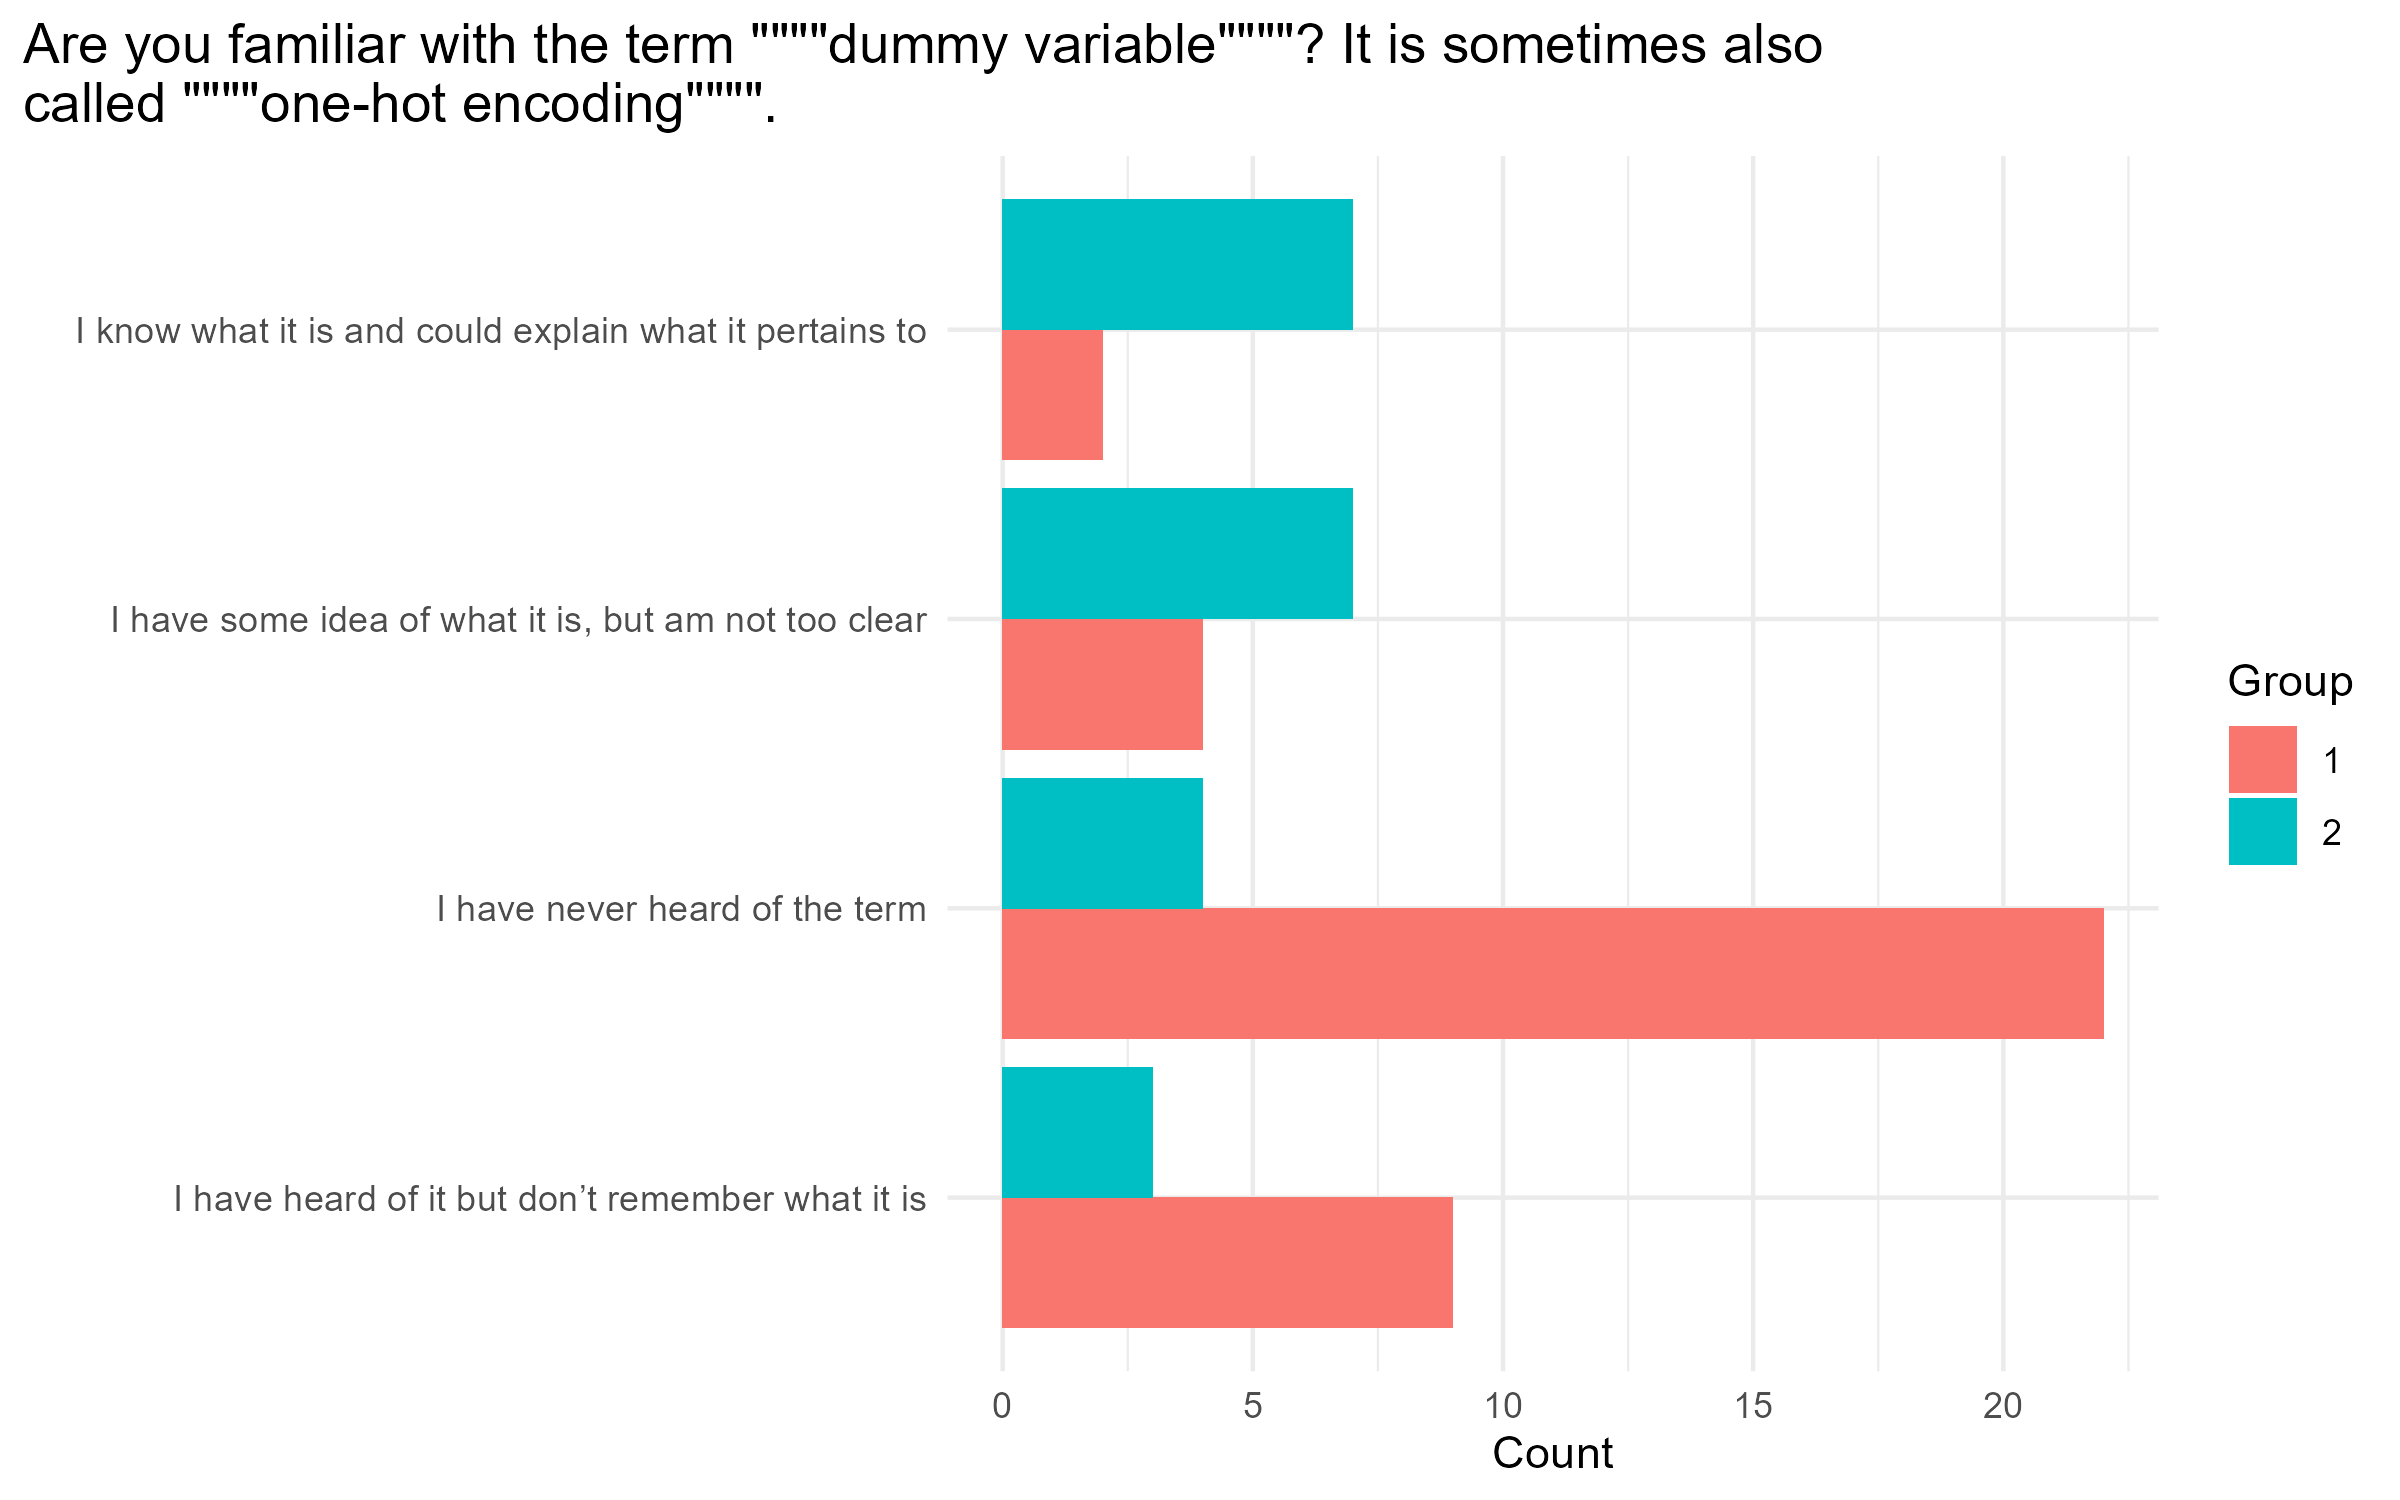 Are you familiar with the term """"dummy variable""""? It is sometimes also
called """"one-hot encoding"""".
I know what it is and could explain what it pertains to
I have some idea of what it is, but am not too clear
I have never heard of the term
I have heard of it but don’t remember what it is
0 5 10 15 20
Count
Group
1
2